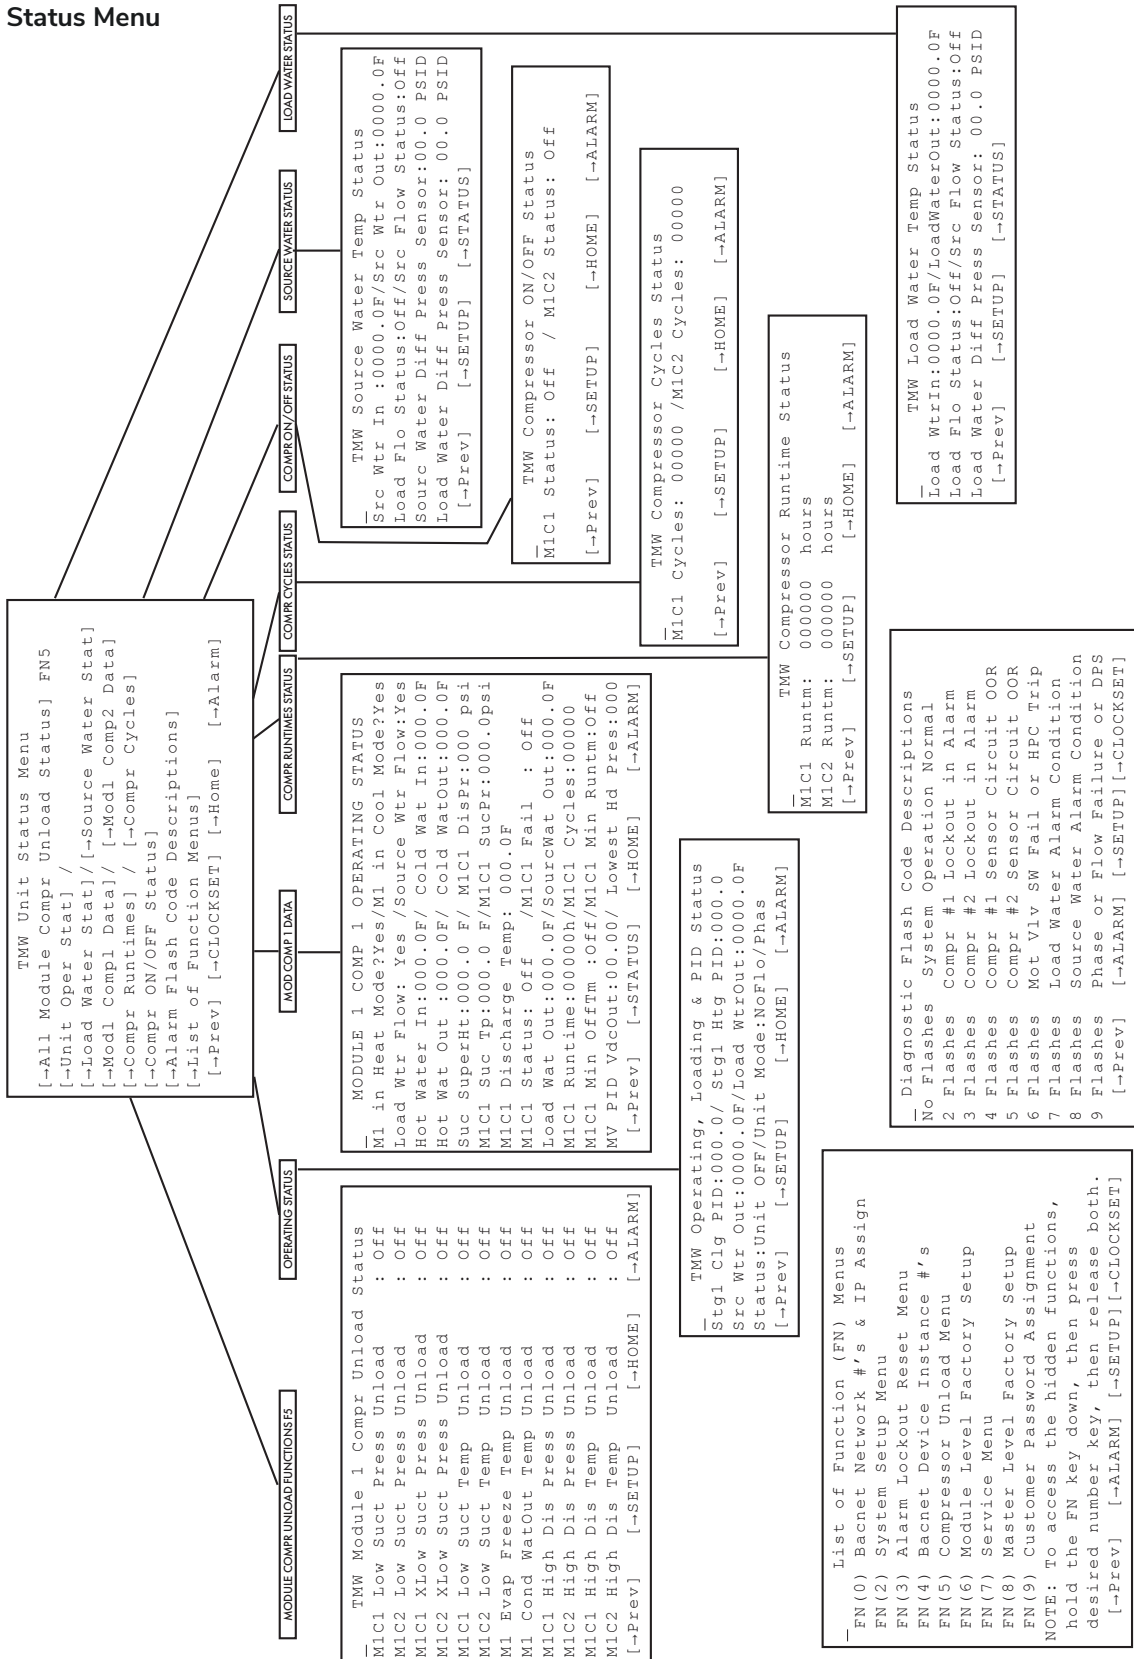 Status Menu
TMW Unit Status Menu
[→All Module Compr Unload Status] FN5
[→Unit Oper Stat] /
[→Load Water Stat]/[→Source Water Stat]
[→Modl Comp1 Data]/ [→Modl Comp2 Data]
[→Compr Runtimes] / [→Compr Cycles]
[→Compr ON/OFF Status]
[→Alarm Flash Code Descriptions]
[→List of Function Menus]
[→Prev] [→CLOCKSET] [→Home] [→Alarm]
MODULE COMPR UNLOAD FUNCTIONS F5
OPERATING STATUS
MOD COMP 1 DATA
COMPR RUNTIMES STATUS
COMPR CYCLES STATUS
COMPR ON/OFF STATUS
SOURCE WATER STATUS
LOAD WATER STATUS
TMW Module 1 Compr Unload Status
M1C1 Low Suct Press Unload : Off
M1C2 Low Suct Press Unload : Off
M1C1 XLow Suct Press Unload : Off
M1C2 XLow Suct Press Unload : Off
M1C1 Low Suct Temp Unload : Off
M1C2 Low Suct Temp Unload : Off
M1 Evap Freeze Temp Unload : Off
M1 Cond WatOut Temp Unload : Off
M1C1 High Dis Press Unload : Off
M1C2 High Dis Press Unload : Off
M1C1 High Dis Temp Unload : Off
M1C2 High Dis Temp Unload : Off
[→Prev] [→SETUP] [→HOME] [→ALARM]
MODULE 1 COMP 1 OPERATING STATUS
M1 in Heat Mode?Yes/M1 in Cool Mode?Yes
Load Wtr Flow: Yes /Source Wtr Flow:Yes
Hot Water In:000.0F/ Cold Wat In:000.0F
Hot Wat Out :000.0F/ Cold WatOut:000.0F
Suc SuperHt:000.0 F/ M1C1 DisPr:000 psi
M1C1 Suc Tp:000.0 F/M1C1 SucPr:000.0psi
M1C1 Discharge Temp: 000.0F
M1C1 Status: Off /M1C1 Fail : Off
Load Wat Out:000.0F/SourcWat Out:000.0F
M1C1 Runtime:00000h/M1C1 Cycles:00000
M1C1 Min OffTm :Off/M1C1 Min Runtm:Off
MV PID VdcOut:00.00/ Lowest Hd Pres:000
[→Prev] [→STATUS] [→HOME] [→ALARM]
TMW Source Water Temp Status
Src Wtr In :0000.0F/Src Wtr Out:0000.0F
Load Flo Status:Off/Src Flow Status:Off
Sourc Water Diff Press Sensor:00.0 PSID
Load Water Diff Press Sensor: 00.0 PSID
[→Prev] [→SETUP] [→STATUS]
TMW Compressor ON/OFF Status
M1C1 Status: Off / M1C2 Status: Off
[→Prev] [→SETUP] [→HOME] [→ALARM]
TMW Compressor Cycles Status
M1C1 Cycles: 00000 /M1C2 Cycles: 00000
[→Prev] [→SETUP] [→HOME] [→ALARM]
TMW Operating, Loading & PID Status
Stg1 Clg PID:0000.0/ Stg1 Htg PID:000.0
Src Wtr Out:0000.0F/Load WtrOut:0000.0F
Status:Unit OFF/Unit Mode:NoFlo/Phas
[→Prev] [→SETUP] [→HOME] [→ALARM]
TMW Compressor Runtime Status
M1C1 Runtm: 000000 hours
M1C2 Runtm: 000000 hours
[→Prev] [→SETUP] [→HOME] [→ALARM]
TMW Load Water Temp Status
Load WtrIn:0000.0F/LoadWaterOut:0000.0F
Load Flo Status:Off/Src Flow Status:Off
Load Water Diff Press Sensor: 00.0 PSID
[→Prev] [→SETUP] [→STATUS]
List of Function (FN) Menus
FN(0) Bacnet Network #'s & IP Assign
FN(2) System Setup Menu
FN(3) Alarm Lockout Reset Menu
FN(4) Bacnet Device Instance #'s
FN(5) Compressor Unload Menu
FN(6) Module Level Factory Setup
FN(7) Service Menu
FN(8) Master Level Factory Setup
FN(9) Customer Password Assignment
NOTE: To access the hidden functions,
hold the FN key down, then press
desired number key, then release both.
[→Prev] [→ALARM] [→SETUP][→CLOCKSET]
Diagnostic Flash Code Descriptions
No Flashes System Operation Normal
2 Flashes Compr #1 Lockout in Alarm
3 Flashes Compr #2 Lockout in Alarm
4 Flashes Compr #1 Sensor Circuit OOR
5 Flashes Compr #2 Sensor Circuit OOR
6 Flashes Mot Vlv SW Fail or HPC Trip
7 Flashes Load Water Alarm Condition
8 Flashes Source Water Alarm Condition
9 Flashes Phase or Flow Failure or DPS
[→Prev] [→ALARM] [→SETUP][→CLOCKSET]